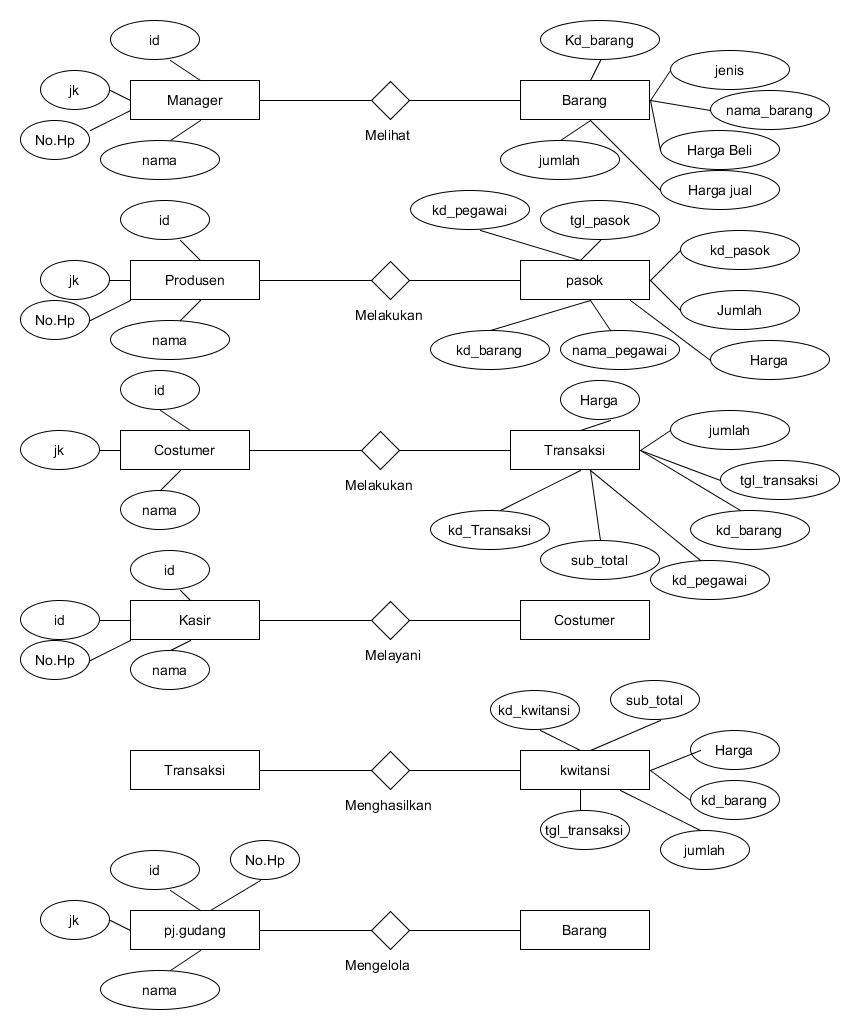 id
jk
Manager
No.Hp
nama
Melihat
Kd_barang
jenis
Barang
nama_barang
Harga Beli
jumlah
Harga jual
id
jk
Produsen
No.Hp
nama
Melakukan
kd_pegawai
tgl_pasok
kd_pasok
pasok
Jumlah
kd_barang
nama_pegawai
Harga
id
jk
Costumer
nama
Melakukan
Harga
jumlah
Transaksi
tgl_transaksi
kd_Transaksi
kd_barang
sub_total
kd_pegawai
id
id
Kasir
No.Hp
nama
Melayani
Costumer
Transaksi
Menghasilkan
kd_kwitansi
sub_total
Harga
kwitansi
kd_barang
tgl_transaksi
jumlah
id
No.Hp
jk
pj.gudang
nama
Mengelola
Barang